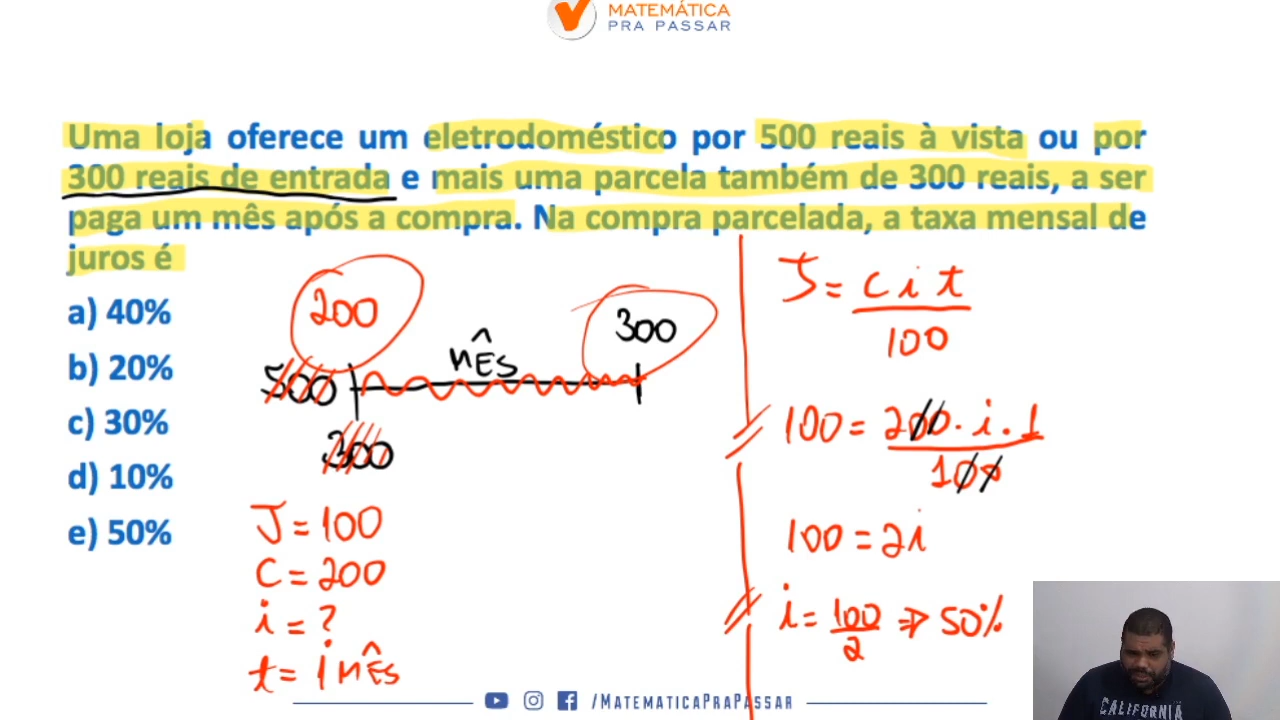 MATEMÁTICA
PRA PASSAR
Uma loja oferece um eletrodoméstico por 500 reais à vista ou por
300 reais de entrada e mais uma parcela também de 300 reais, a ser
paga um mês após a compra. Na compra parcelada, a taxa mensal de
juros é
a) 40%
b) 20%
c) 30%
d) 10%
e) 50%
200
300
MÊS
500
300
J = 100
C = 200
i = ?
t = 1 MÊS
J = C i t
100
100 = 200 . i . 1
100
100 = 2i
i = 100 ⇒ 50%
2
/MATEMATICAPRAPASSAR
CALIFORNIA